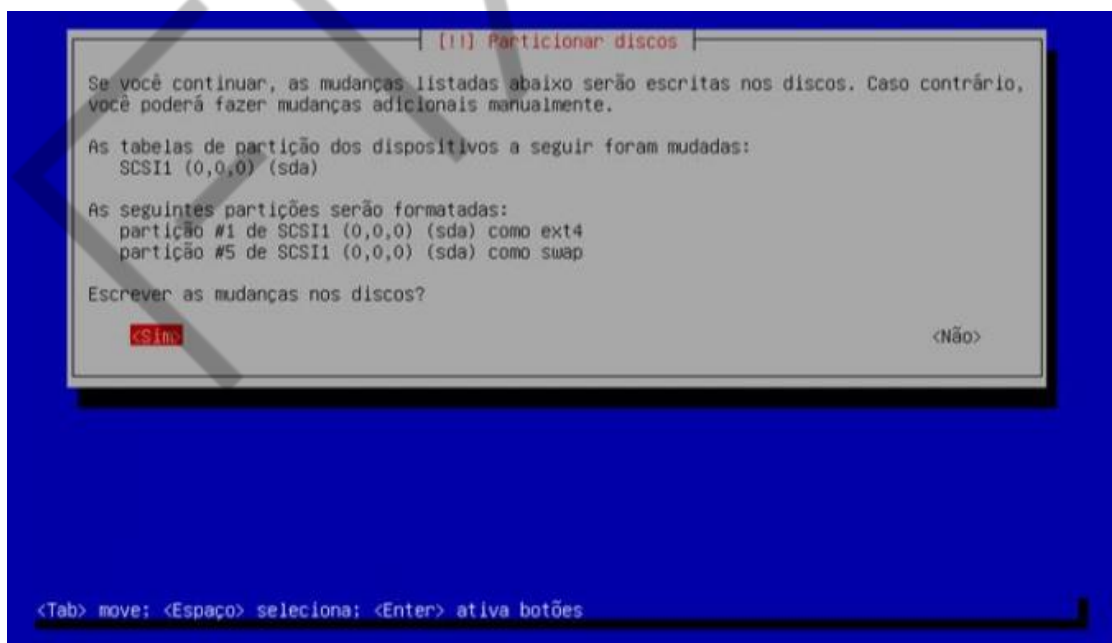 [!!] Particionar discos
Se você continuar, as mudanças listadas abaixo serão escritas nos discos. Caso contrário,
você poderá fazer mudanças adicionais manualmente.
As tabelas de partição dos dispositivos a seguir foram mudadas:
SCSI1 (0,0,0) (sda)
As seguintes partições serão formatadas:
partição #1 de SCSI1 (0,0,0) (sda) como ext4
partição #5 de SCSI1 (0,0,0) (sda) como swap
Escrever as mudanças nos discos?
<Sim> <Não>
<Tab> move; <Espaço> seleciona; <Enter> ativa botões